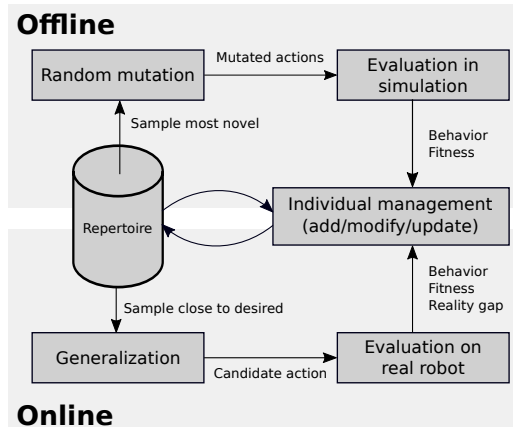 Offline
Random mutation
Mutated actions
Evaluation in
simulation
Sample most novel
Behavior
Fitness
Repertoire
Individual management
(add/modify/update)
Sample close to desired
Behavior
Fitness
Reality gap
Generalization
Candidate action
Evaluation on
real robot
Online